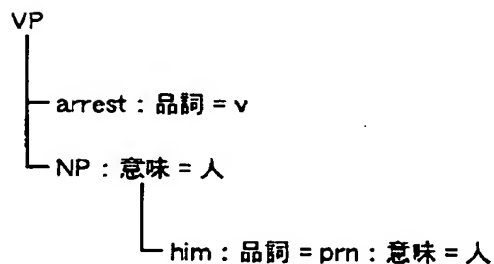 VP
arrest : 品詞 = v
NP : 意味 = 人
him : 品詞 = prn : 意味 = 人